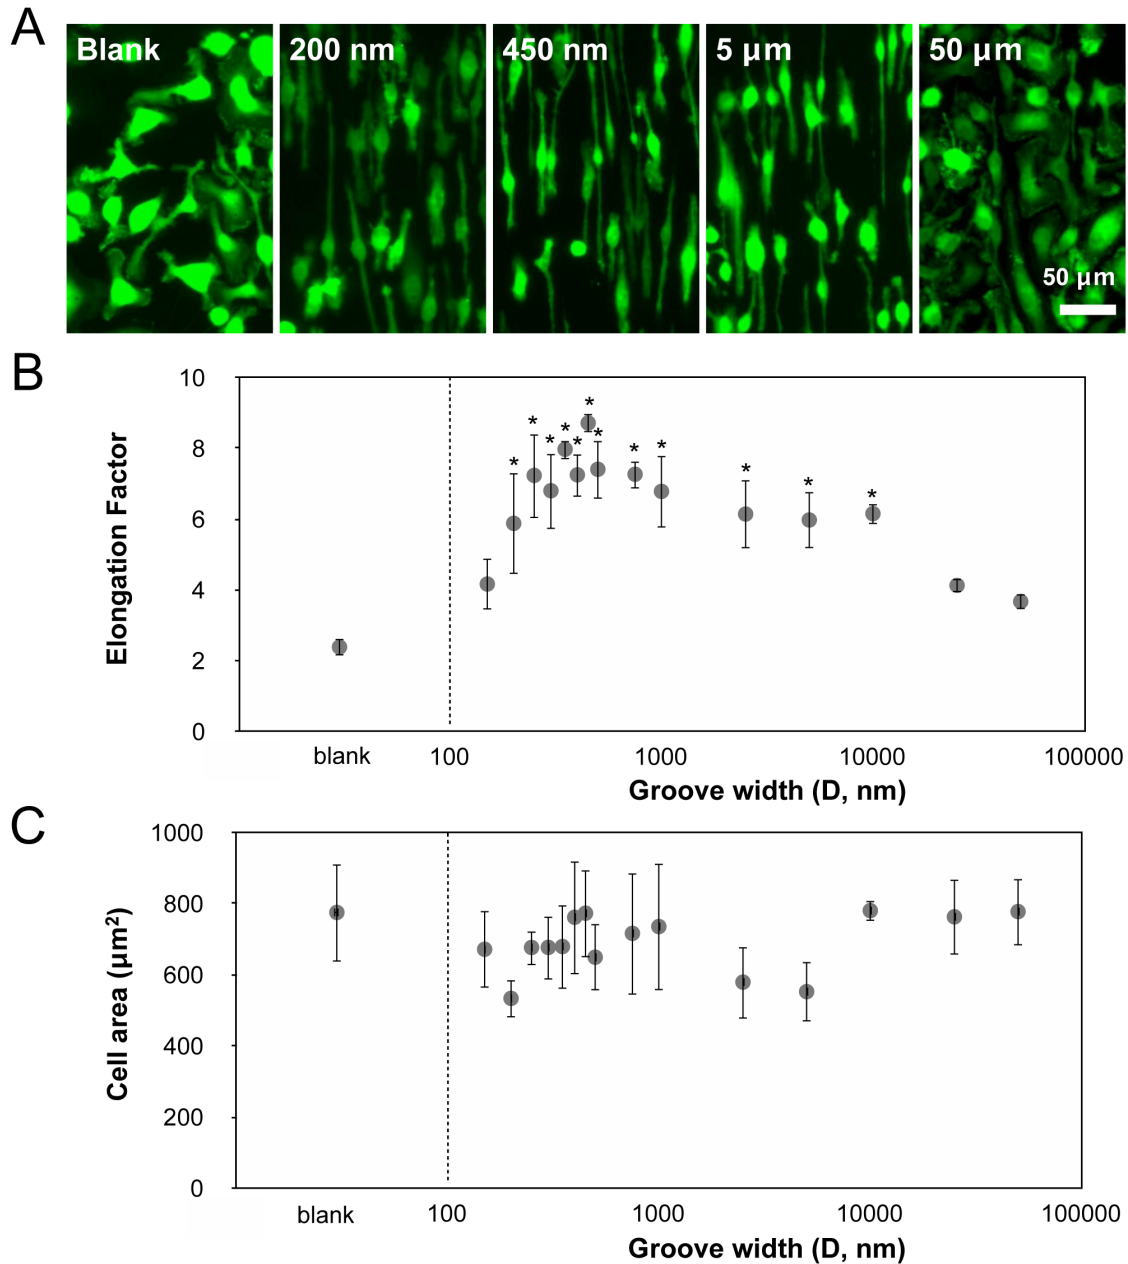 A
Blank 200 nm 450 nm 5 µm 50 µm
50 µm
B
10
*
*
*
*
*
*
*
*
*
*
*
*
8
6
4
2
0
Elongation Factor
blank 100 1000 10000 100000
Groove width (D, nm)
C
1000
800
600
400
200
0
Cell area (µm²)
blank 100 1000 10000 100000
Groove width (D, nm)